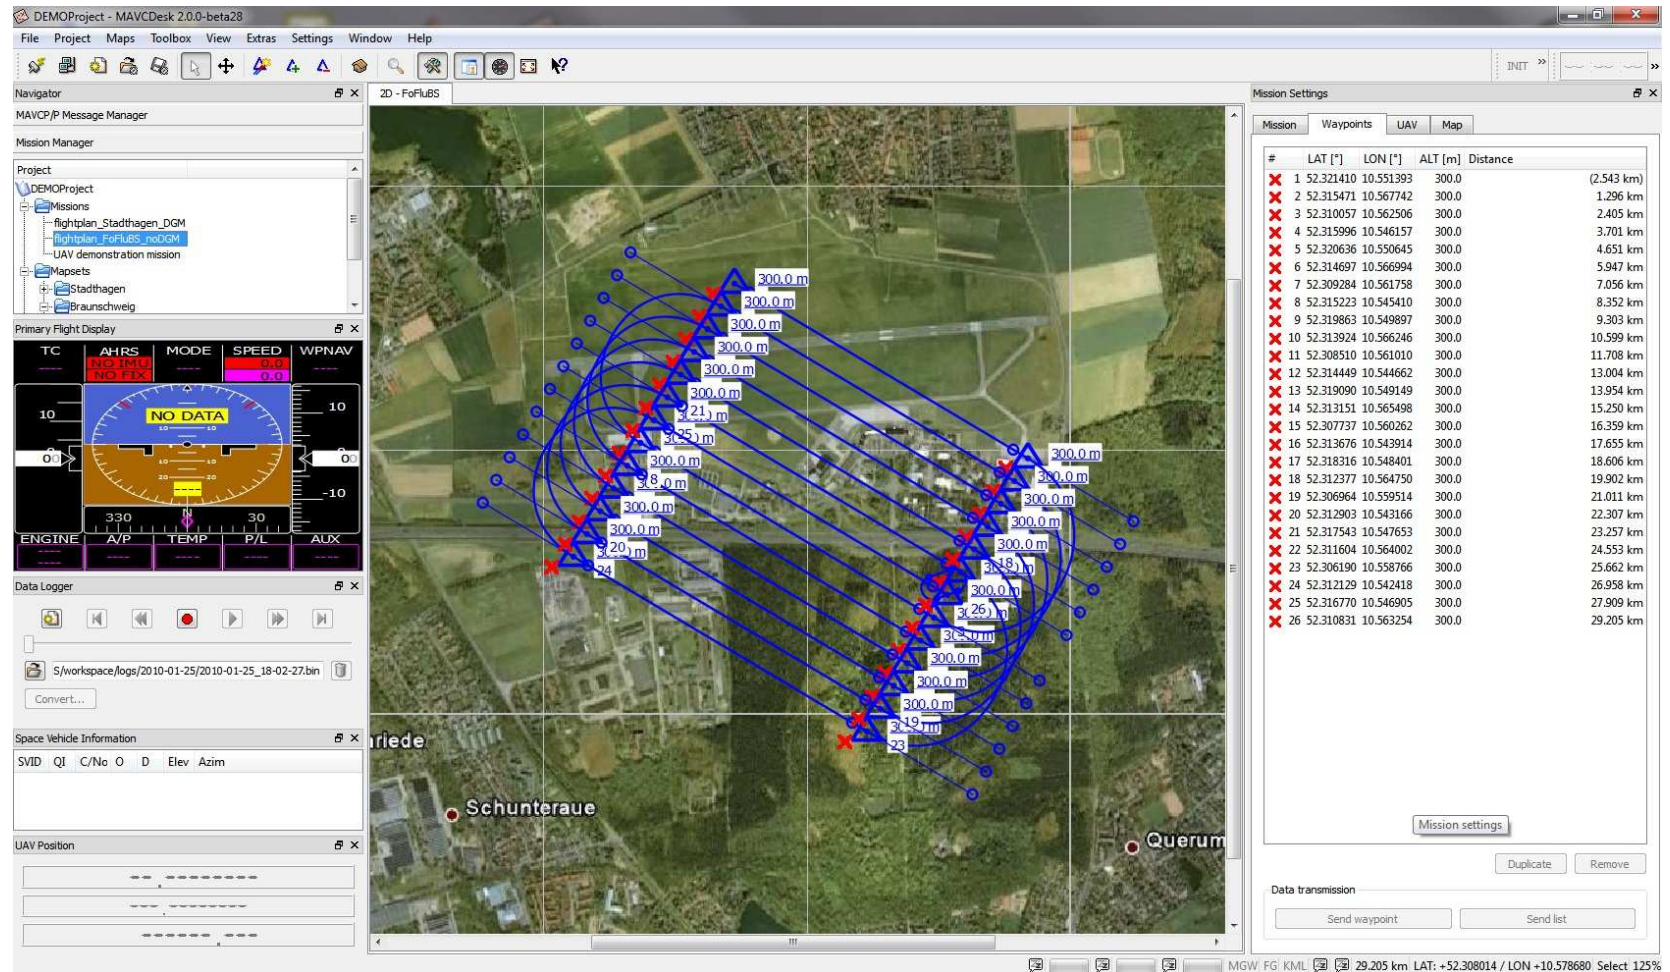 DEMOProject - MAVCDesk 2.0.0-beta28
File Project Maps Toolbox View Extras Settings Window Help
INIT
Navigator
MAVCP/P Message Manager
Mission Manager
Project
DEMOProject
Missions
flightplan_Stadthagen_DGM
flightplan_FoFluBS_noDGM
UAV demonstration mission
Mapsets
Stadthagen
Braunschweig
Primary Flight Display
TC AHRS MODE SPEED WPNAV
---- NO IMU ---- 0.0 ----
NO FIX 0.0
10 NO DATA 10
10 10
00 00
10 10
20 20
---- -10
330 N 30
ENGINE A/P TEMP P/L AUX
---- ---- ---- ---- ----
Data Logger
S/workspace/logs/2010-01-25/2010-01-25_18-02-27.bin
Convert...
Space Vehicle Information
SVID QI C/No O D Elev Azim
UAV Position
2D - FoFluBS
300.0 m
300.0 m
300.0 m
300.0 m
300.0 m
300.0 m
21
25
300.0 m
8
300.0 m
300.0 m
20
24
300.0 m
300.0 m
300.0 m
300.0 m
300.0 m
18
300.0 m
26
300.0 m
300.0 m
300.0 m
19
23
Schunteraue
Querum
Mission Settings
Mission Waypoints UAV Map
# LAT [°] LON [°] ALT [m] Distance
1 52.321410 10.551393 300.0 (2.543 km)
2 52.315471 10.567742 300.0 1.296 km
3 52.310057 10.562506 300.0 2.405 km
4 52.315996 10.546157 300.0 3.701 km
5 52.320636 10.550645 300.0 4.651 km
6 52.314697 10.566994 300.0 5.947 km
7 52.309284 10.561758 300.0 7.056 km
8 52.315223 10.545410 300.0 8.352 km
9 52.319863 10.549897 300.0 9.303 km
10 52.313924 10.566246 300.0 10.599 km
11 52.308510 10.561010 300.0 11.708 km
12 52.314449 10.544662 300.0 13.004 km
13 52.319090 10.549149 300.0 13.954 km
14 52.313151 10.565498 300.0 15.250 km
15 52.307737 10.560262 300.0 16.359 km
16 52.313676 10.543914 300.0 17.655 km
17 52.318316 10.548401 300.0 18.606 km
18 52.312377 10.564750 300.0 19.902 km
19 52.306964 10.559514 300.0 21.011 km
20 52.312903 10.543166 300.0 22.307 km
21 52.317543 10.547653 300.0 23.257 km
22 52.311604 10.564002 300.0 24.553 km
23 52.306190 10.558766 300.0 25.662 km
24 52.312129 10.542418 300.0 26.958 km
25 52.316770 10.546905 300.0 27.909 km
26 52.310831 10.563254 300.0 29.205 km
Mission settings
Duplicate Remove
Data transmission
Send waypoint Send list
MGW FG KML 29.205 km LAT: +52.308014 / LON +10.578680 Select 125%